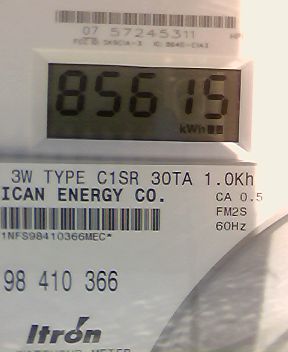 07 57245311
85615
kWh
3W TYPE C1SR 30TA 1.0Kh
ICAN ENERGY CO.
CA 0.5
FM2S
60Hz
1NFS98410366MEC*
98 410 366
Itrón